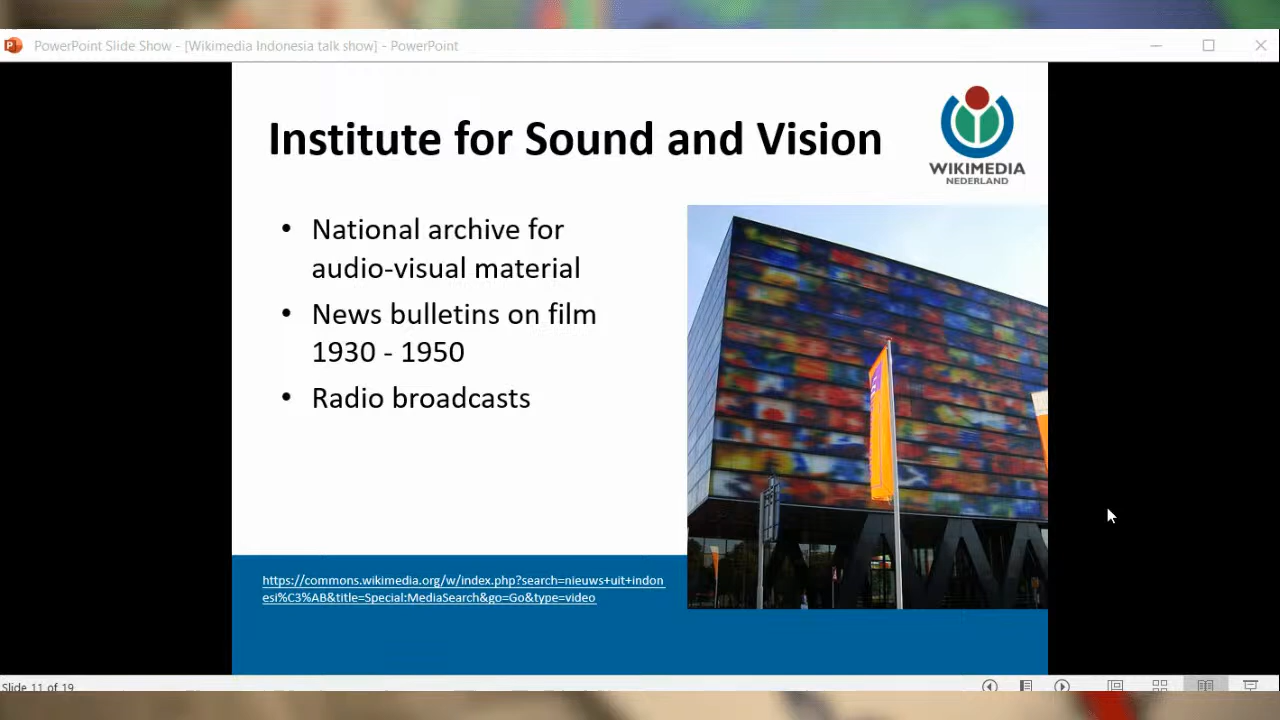 PowerPoint Slide Show - [Wikimedia Indonesia talk show] - PowerPoint
Institute for Sound and Vision
WIKIMEDIA
NEDERLAND
• National archive for
audio-visual material
• News bulletins on film
1930 - 1950
• Radio broadcasts
https://commons.wikimedia.org/w/index.php?search=nieuws+uit+indon
esi%C3%AB&title=Special:MediaSearch&go=Go&type=video
Slide 11 of 19